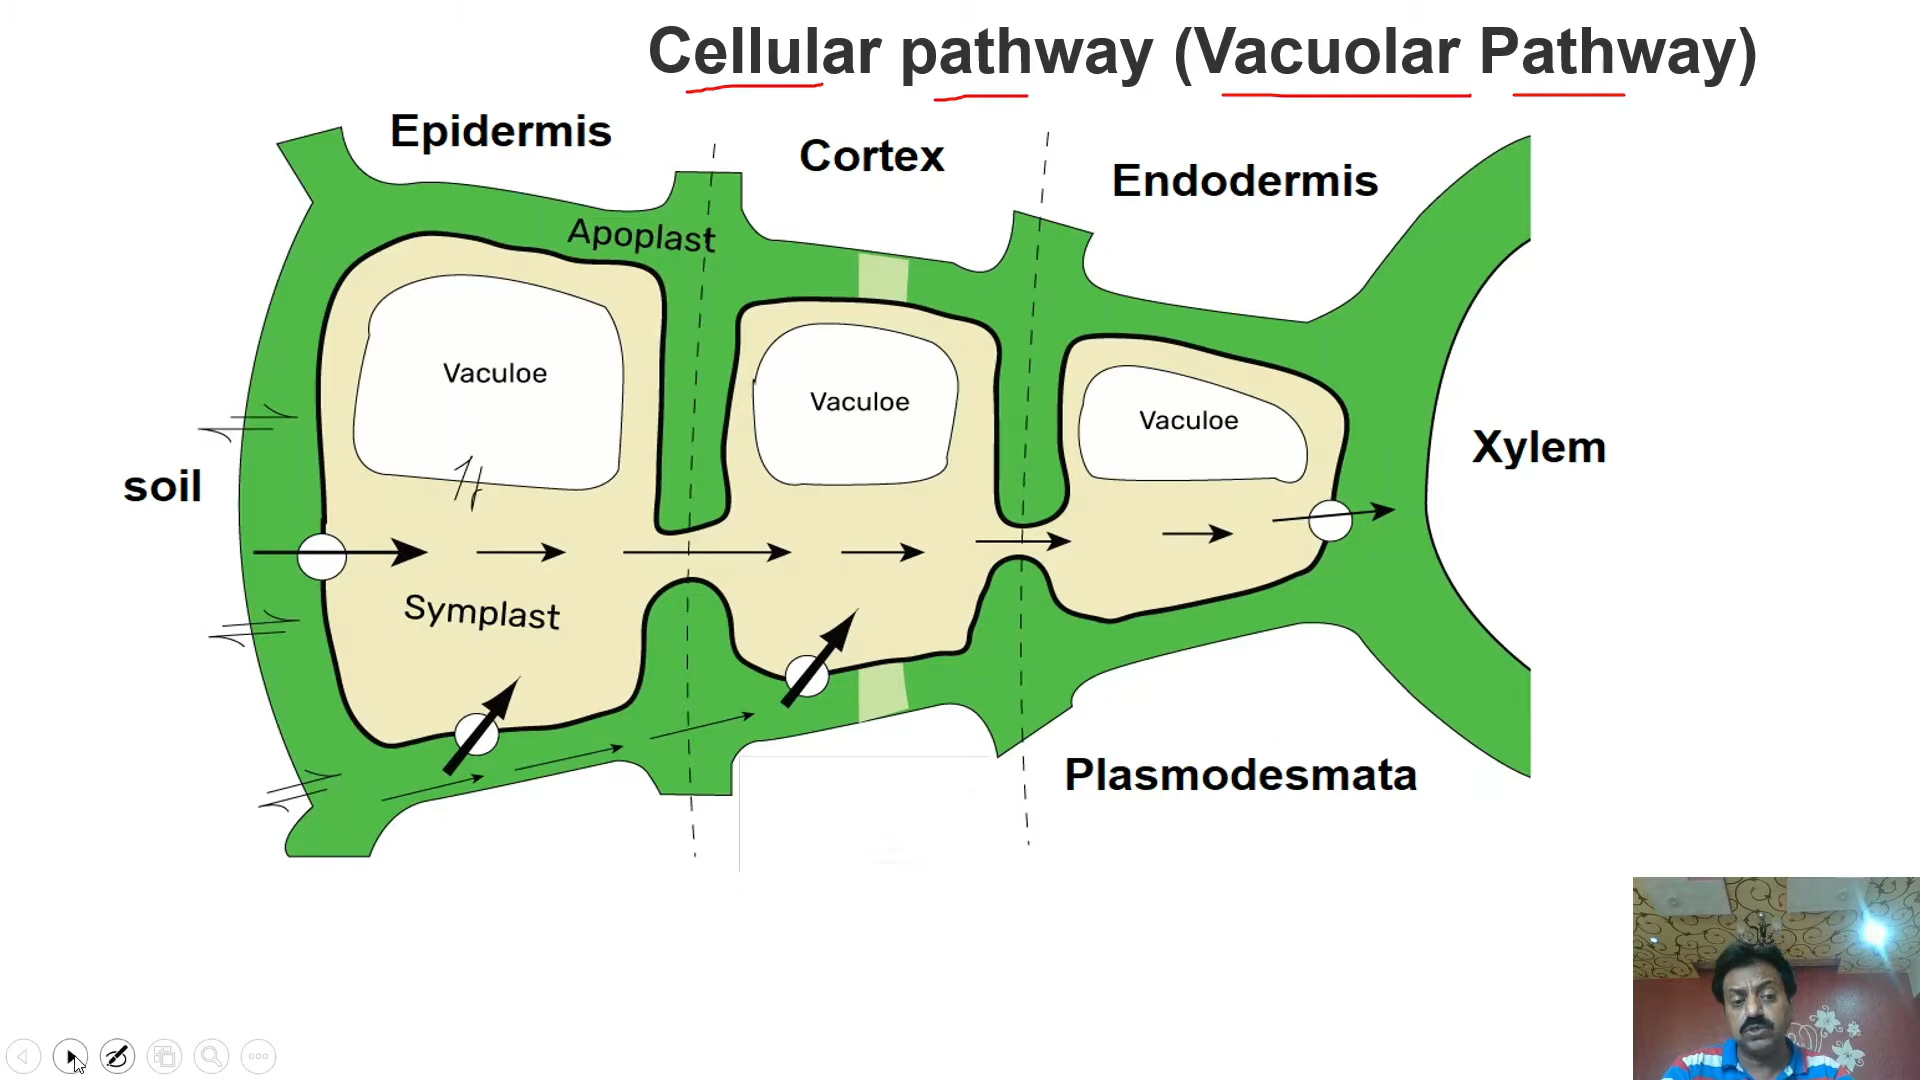 Cellular pathway (Vacuolar Pathway)
Epidermis
Cortex
Endodermis
Apoplast
Vaculoe
Vaculoe
Vaculoe
Xylem
soil
Symplast
Plasmodesmata